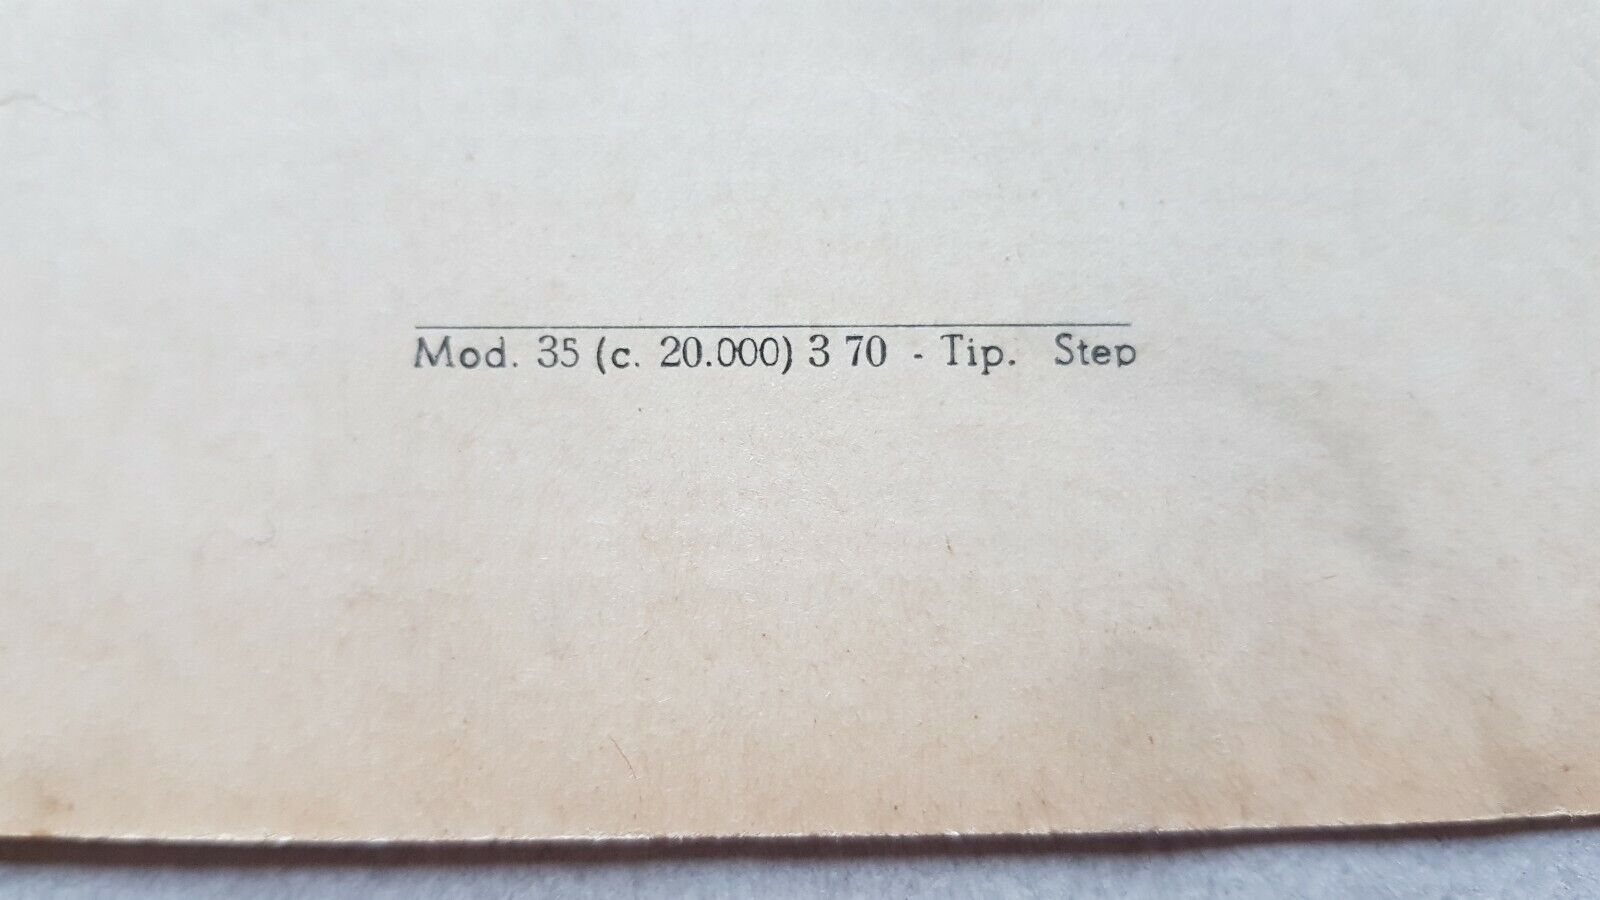 Mod. 35 (c. 20.000) 3 70 - Tip. Step